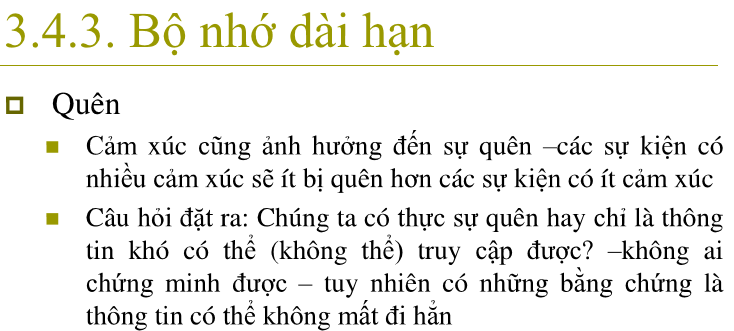 3.4.3. Bộ nhớ dài hạn
Quên
Cảm xúc cũng ảnh hưởng đến sự quên –các sự kiện có
nhiều cảm xúc sẽ ít bị quên hơn các sự kiện có ít cảm xúc
Câu hỏi đặt ra: Chúng ta có thực sự quên hay chỉ là thông
tin khó có thể (không thể) truy cập được? –không ai
chứng minh được – tuy nhiên có những bằng chứng là
thông tin có thể không mất đi hẳn